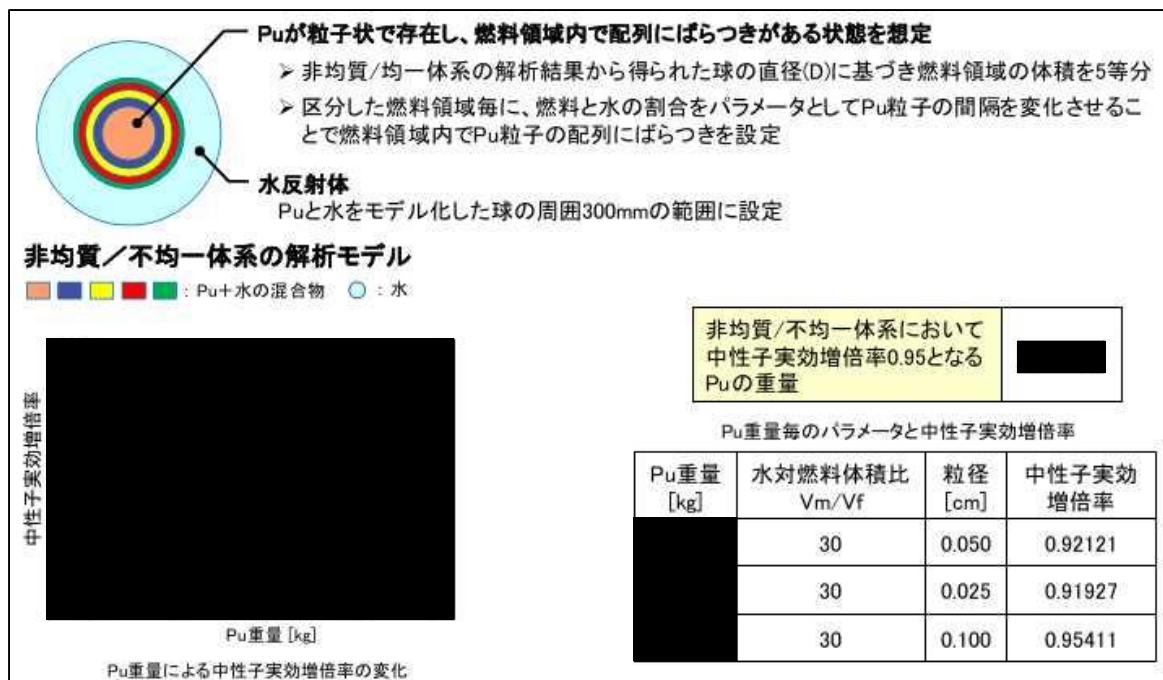 Puが粒子状で存在し、燃料領域内で配列にばらつきがある状態を想定
➢ 非均質/均一体系の解析結果から得られた球の直径(D)に基づき燃料領域の体積を5等分
➢ 区分した燃料領域毎に、燃料と水の割合をパラメータとしてPu粒子の間隔を変化させるこ
とで燃料領域内でPu粒子の配列にばらつきを設定
水反射体
Puと水をモデル化した球の周囲300mmの範囲に設定
非均質／不均一体系の解析モデル
：Pu＋水の混合物 ：水
中性子実効増倍率
Pu重量[kg]
Pu重量による中性子実効増倍率の変化
非均質/不均一体系において
中性子実効増倍率0.95となる
Puの重量
Pu重量毎のパラメータと中性子実効増倍率
Pu重量 [kg] 水対燃料体積比 Vm/Vf 粒径 [cm] 中性子実効増倍率
30 0.050 0.92121
30 0.025 0.91927
30 0.100 0.95411